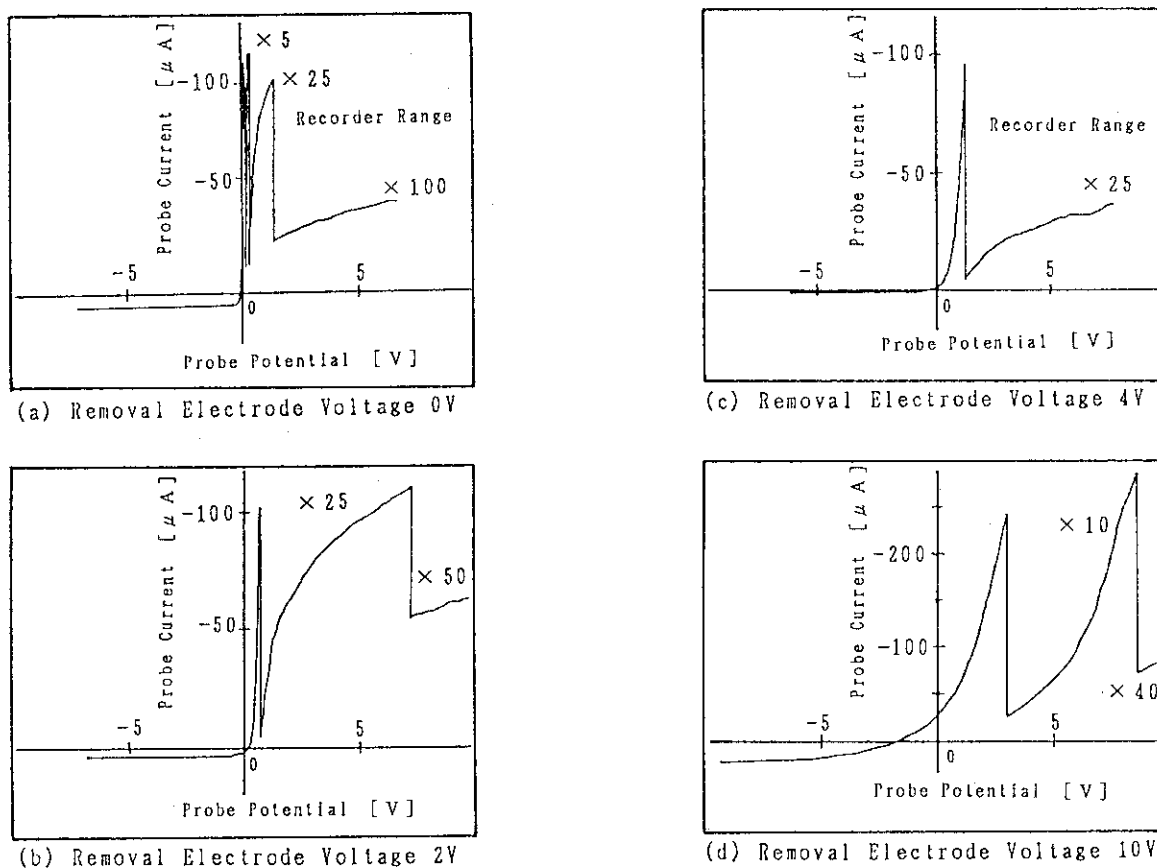 Probe Current [μA]
× 5
-100
× 25
Recorder Range
-50
× 100
-5
5
0
Probe Potential [V]
(a) Removal Electrode Voltage 0V
Probe Current [μA]
-100
Recorder Range
-50
× 25
-5
5
0
Probe Potential [V]
(c) Removal Electrode Voltage 4V
Probe Current [μA]
-100
× 25
× 50
-50
-5
5
0
Probe Potential [V]
(b) Removal Electrode Voltage 2V
Probe Current [μA]
× 10
-200
-100
× 40
-5
5
0
Probe Potential [V]
(d) Removal Electrode Voltage 10V